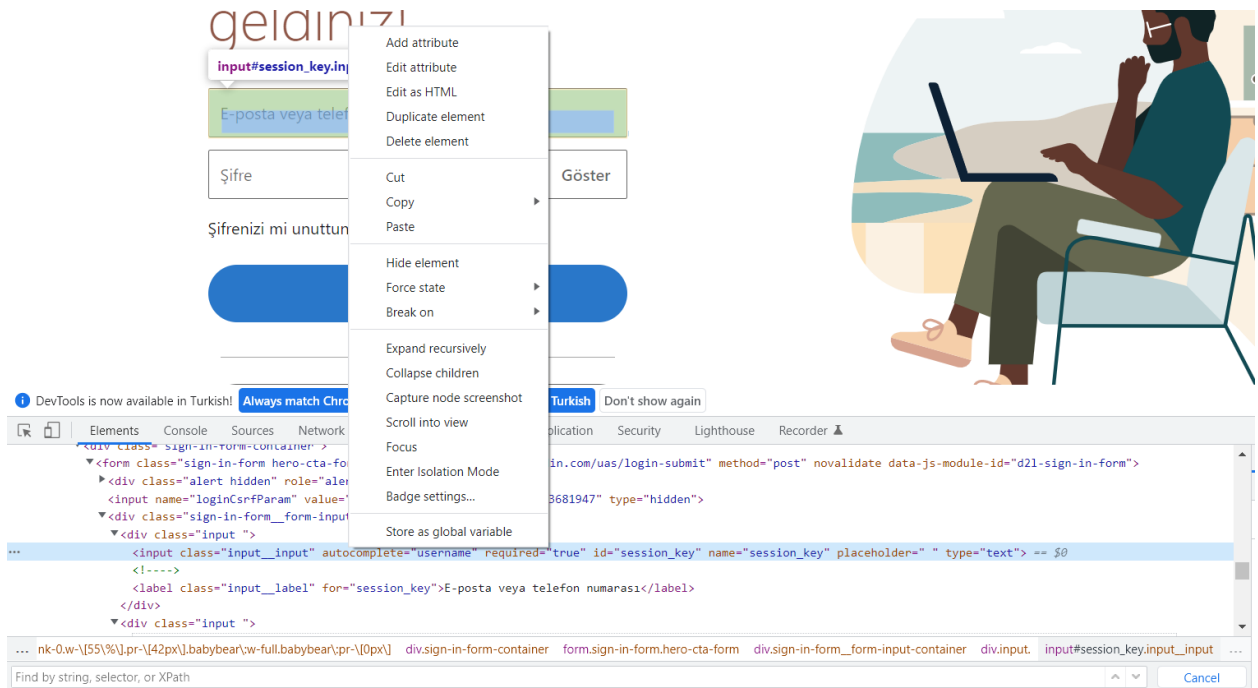 geldiniz!
input#session_key.inp
E-posta veya telef
Şifre
Göster
Şifrenizi mi unuttun
Add attribute
Edit attribute
Edit as HTML
Duplicate element
Delete element
Cut
Copy
Paste
Hide element
Force state
Break on
Expand recursively
Collapse children
Capture node screenshot
Scroll into view
Focus
Enter Isolation Mode
Badge settings...
Store as global variable
DevTools is now available in Turkish! Always match Chro Turkish Don't show again
Elements Console Sources Network plication Security Lighthouse Recorder
<div class="sign-in-form-container">
<form class="sign-in-form hero-cta-fo in.com/uas/login-submit" method="post" novalidate data-js-module-id="d2l-sign-in-form">
<div class="alert hidden" role="aler
<input name="loginCsrfParam" value=" 3681947" type="hidden">
<div class="sign-in-form__form-input
<div class="input ">
... <input class="input__input" autocomplete="username" required="true" id="session_key" name="session_key" placeholder=" " type="text"> == $0
<!---->
<label class="input__label" for="session_key">E-posta veya telefon numarası</label>
</div>
<div class="input ">
... nk-0.w-\[55\%\].pr-\[42px\].babybear\:w-full.babybear\:pr-\[0px\] div.sign-in-form-container form.sign-in-form.hero-cta-form div.sign-in-form__form-input-container div.input. input#session_key.input__input ...
Find by string, selector, or XPath Cancel